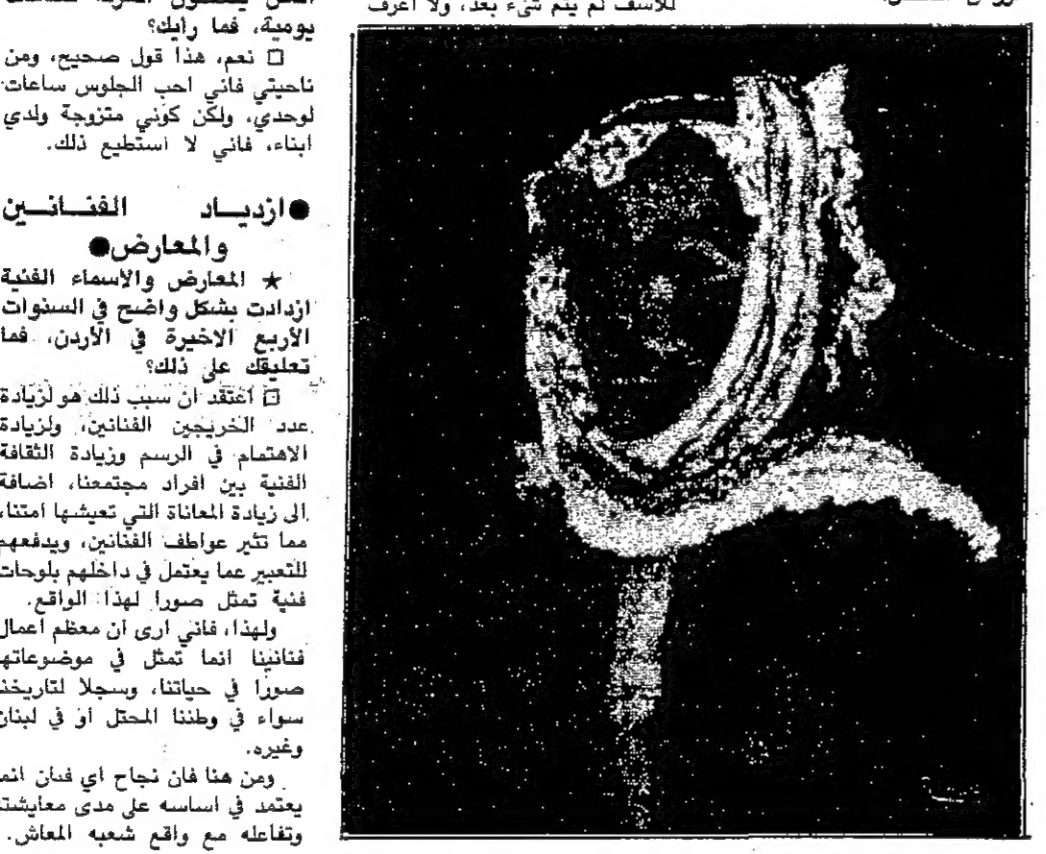 للأسف لم يتم شيء بعد، ولا اعرف
يومية، فما رأيك؟
□ نعم، هذا قول صحيح، ومن
ناحيتي فاني احب الجلوس ساعات
لوحدي، ولكن كوني متزوجة ولدي
ابناء، فاني لا استطيع ذلك.
●ازديــاد الفنــانــين
والمعارض●
★ المعارض والأسماء الفنية
ازدادت بشكل واضح في السنوات
الأربع الاخيرة في الأردن، فما
تعليقك على ذلك؟
□ اعتقد ان سبب ذلك هو لزيادة
عدد الخريجين الفنانين، ولزيادة
الاهتمام في الرسم وزيادة الثقافة
الفنية بين افراد مجتمعنا، اضافة
الى زيادة المعاناة التي تعيشها امتنا،
مما تثير عواطف الفنانين، ويدفعهم
للتعبير عما يعتمل في داخلهم بلوحات
فنية تمثل صورا لهذا الواقع.
ولهذا، فاني ارى ان معظم اعمال
فنانينا انما تمثل في موضوعاتها
صورا في حياتنا، وسجلا لتاريخنا
سواء في وطننا المحتل او في لبنان
وغيره.
ومن هنا فان نجاح اي فنان انما
يعتمد في اساسه على مدى معايشته
وتفاعله مع واقع شعبه المعاش.